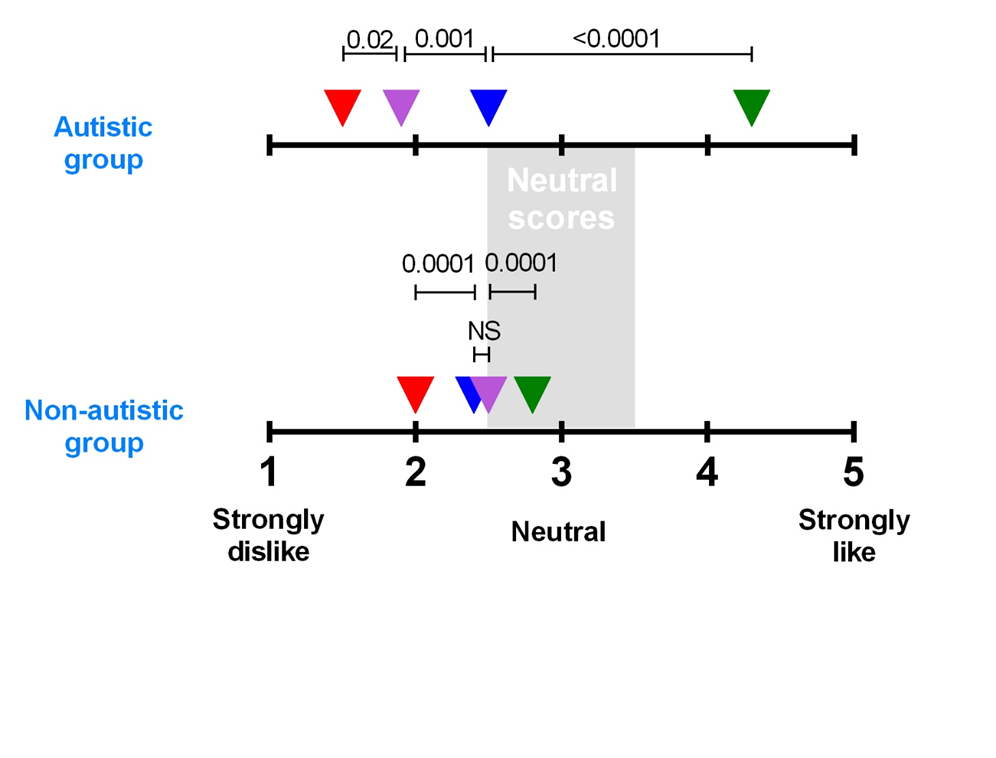 0.02 0.001 <0.0001
Autistic
group
Neutral
scores
0.0001 0.0001
NS
Non-autistic
group
1 2 3 4 5
Strongly
dislike
Neutral
Strongly
like